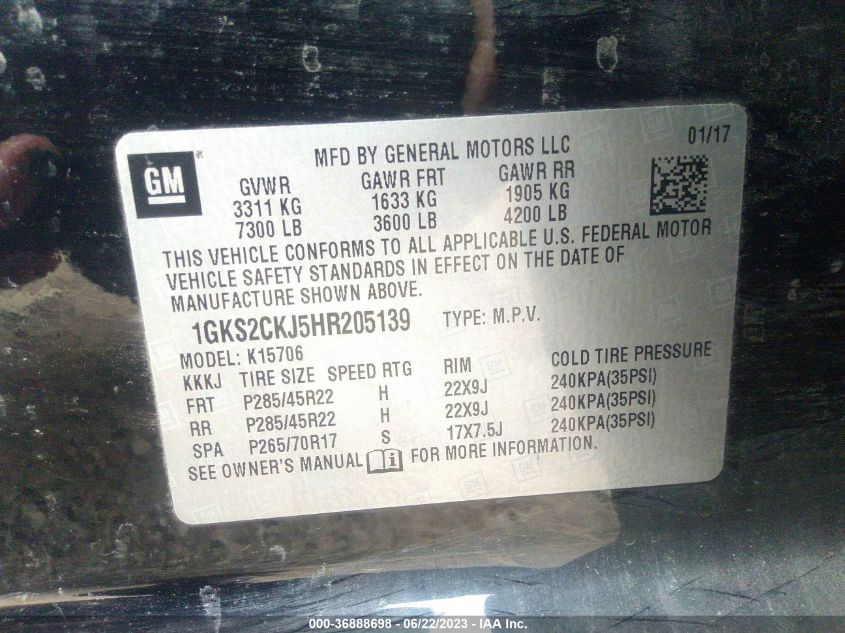 GM ®
MFD BY GENERAL MOTORS LLC
01/17
GVWR GAWR FRT GAWR RR
3311 KG 1633 KG 1905 KG
7300 LB 3600 LB 4200 LB
THIS VEHICLE CONFORMS TO ALL APPLICABLE U.S. FEDERAL MOTOR
VEHICLE SAFETY STANDARDS IN EFFECT ON THE DATE OF
MANUFACTURE SHOWN ABOVE.
1GKS2CKJ5HR205139 TYPE: M.P.V.
MODEL: K15706
KKKJ TIRE SIZE SPEED RTG RIM COLD TIRE PRESSURE
FRT P285/45R22 H 22X9J 240KPA(35PSI)
RR P285/45R22 H 22X9J 240KPA(35PSI)
SPA P265/70R17 S 17X7.5J 240KPA(35PSI)
SEE OWNER'S MANUAL i FOR MORE INFORMATION.
000-36888698 - 06/22/2023 - IAA Inc.